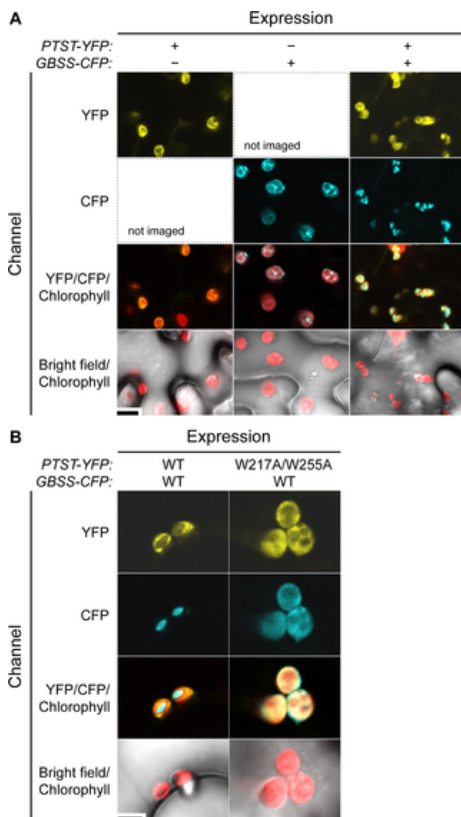 A
Expression
PTST-YFP: + – +
GBSS-CFP: – + +
YFP
not imaged
CFP
not imaged
Channel
YFP/CFP/
Chlorophyll
Bright field/
Chlorophyll
B
Expression
PTST-YFP: WT W217A/W255A
GBSS-CFP: WT WT
YFP
CFP
Channel
YFP/CFP/
Chlorophyll
Bright field/
Chlorophyll